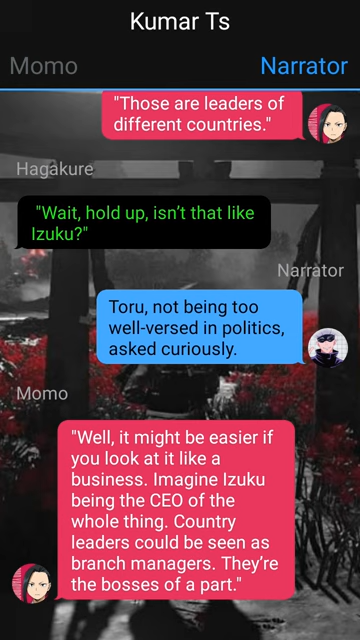 Kumar Ts
Momo Narrator
"Those are leaders of
different countries."
Hagakure
"Wait, hold up, isn't that like
Izuku?"
Narrator
Toru, not being too
well-versed in politics,
asked curiously.
Momo
"Well, it might be easier if
you look at it like a
business. Imagine Izuku
being the CEO of the
whole thing. Country
leaders could be seen as
branch managers. They're
the bosses of a part."